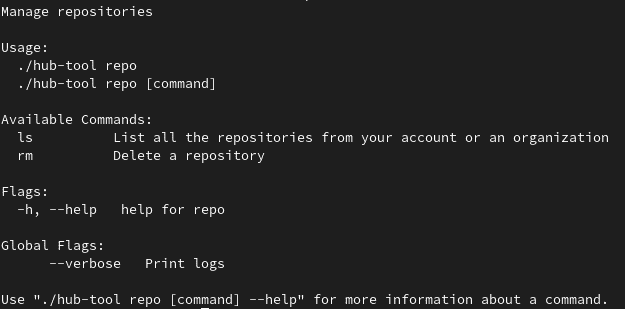 Manage repositories

Usage:
  ./hub-tool repo
  ./hub-tool repo [command]

Available Commands:
  ls          List all the repositories from your account or an organization
  rm          Delete a repository

Flags:
  -h, --help   help for repo

Global Flags:
      --verbose   Print logs

Use "./hub-tool repo [command] --help" for more information about a command.